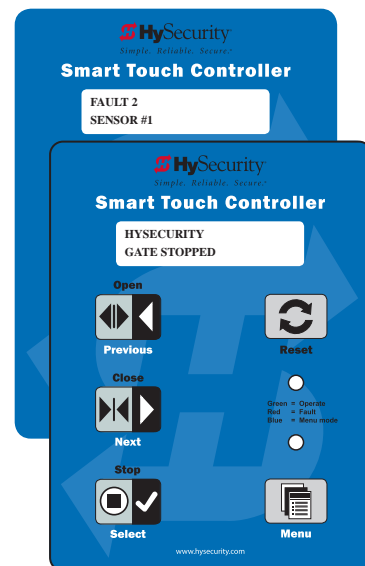 HySecurity
Simple. Reliable. Secure.
Smart Touch Controller
FAULT 2
SENSOR #1
HySecurity
Simple. Reliable. Secure.
Smart Touch Controller
HYSECURITY
GATE STOPPED
Open
Previous
Reset
Close
Next
Green = Operate
Red = Fault
Blue = Menu mode
Stop
Select
Menu
www.hysecurity.com